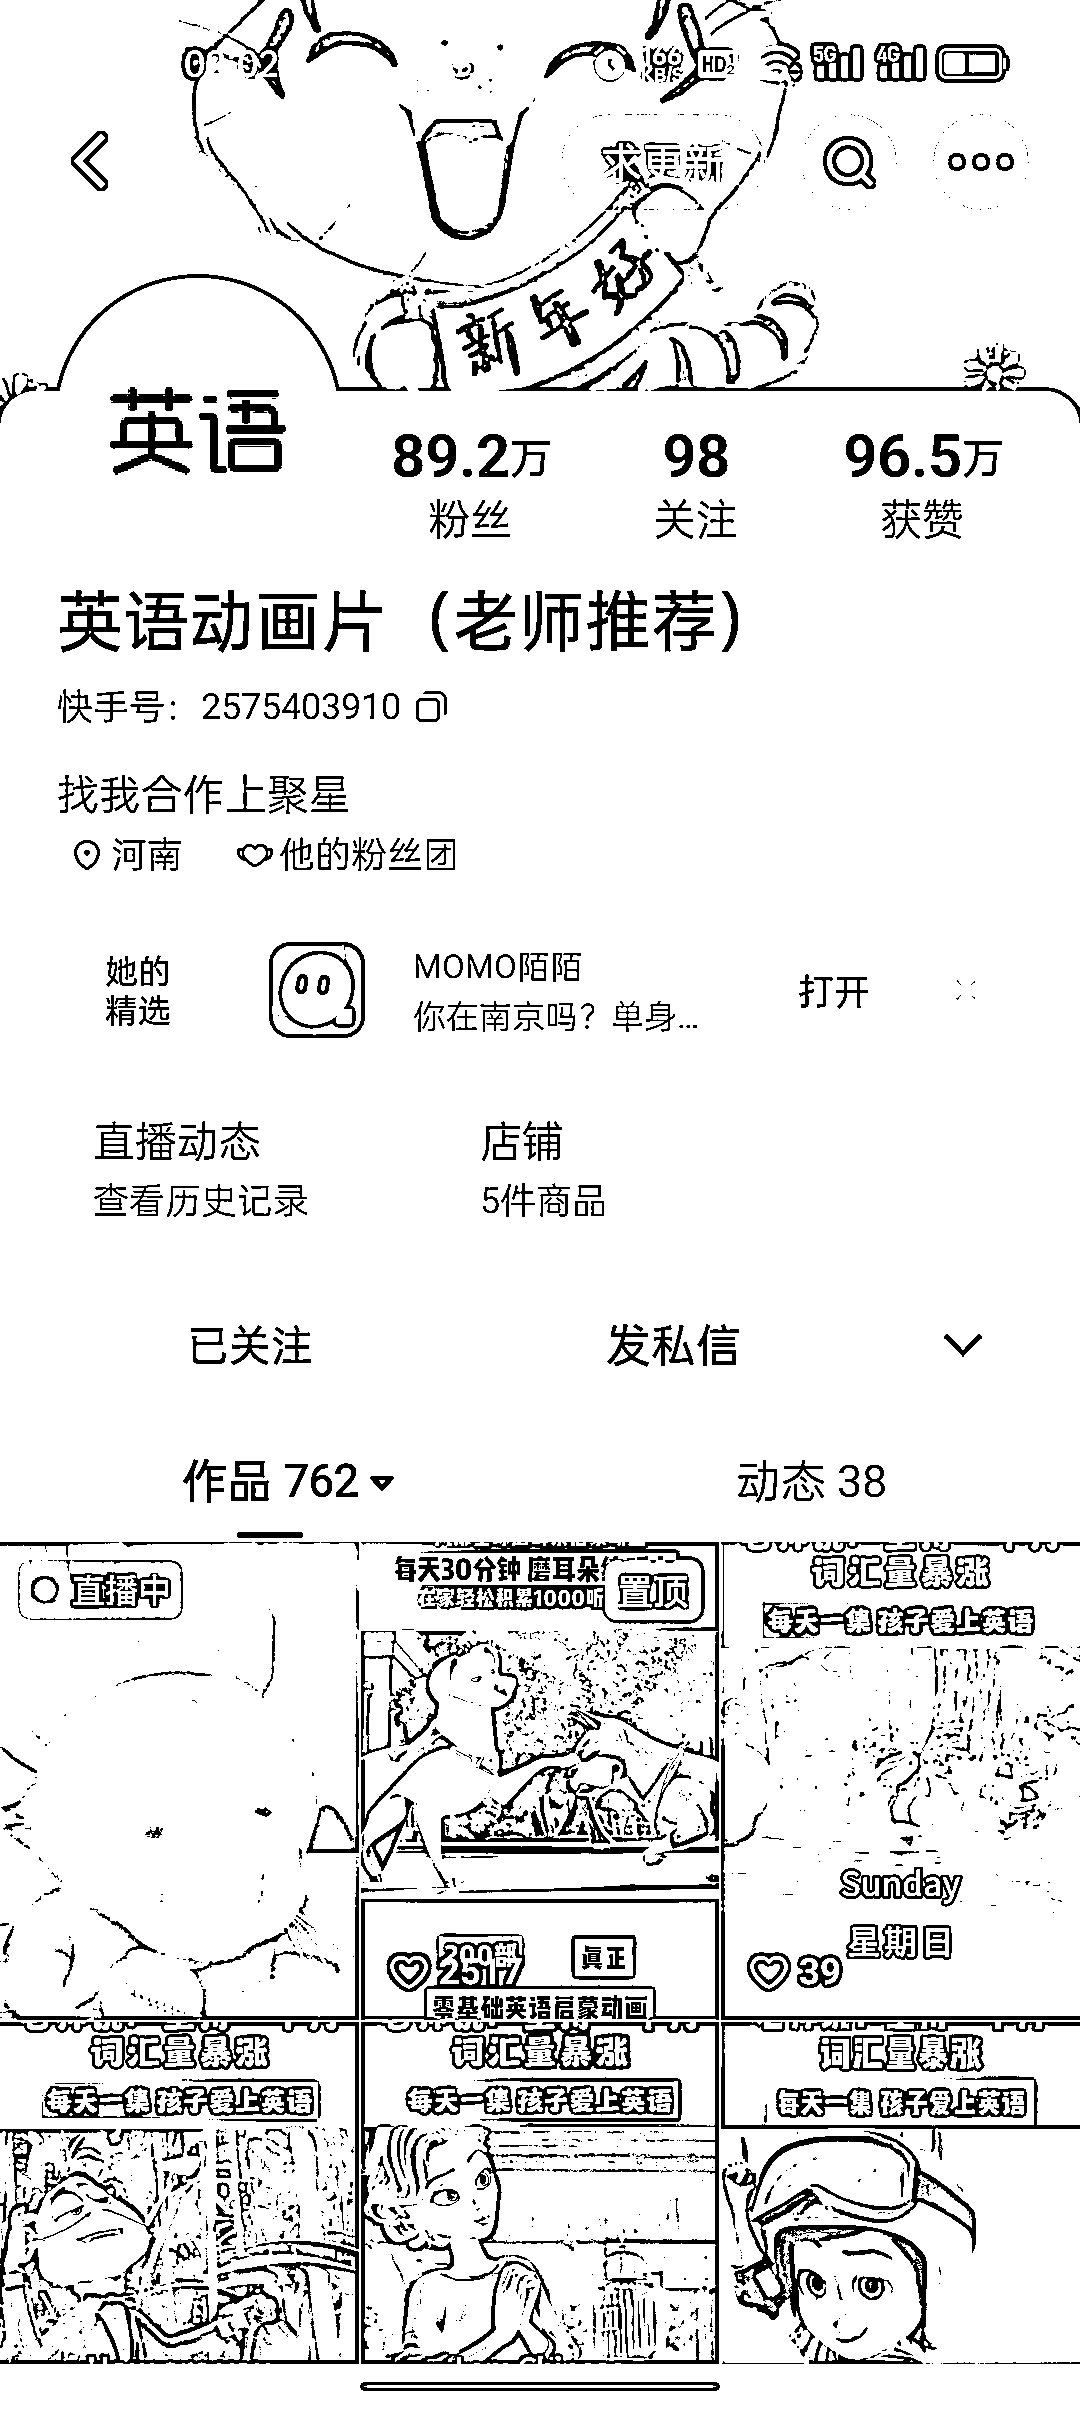 02:02
166
KB/s
HD
5G
4G
求更新
新年好
英语
89.2万
98
96.5万
粉丝
关注
获赞
英语动画片（老师推荐）
快手号：2575403910
找我合作上聚星
河南
他的粉丝团
她的
精选
MOMO陌陌
你在南京吗？单身...
打开
直播动态
店铺
查看历史记录
5件商品
已关注
发私信
作品 762
动态 38
直播中
每天30分钟 磨耳朵
在家轻松积累1000听
置顶
词汇量暴涨
每天一集 孩子爱上英语
Sunday
星期日
39
200部
2517
真正
零基础英语启蒙动画
词汇量暴涨
每天一集 孩子爱上英语
词汇量暴涨
每天一集 孩子爱上英语
词汇量暴涨
每天一集 孩子爱上英语